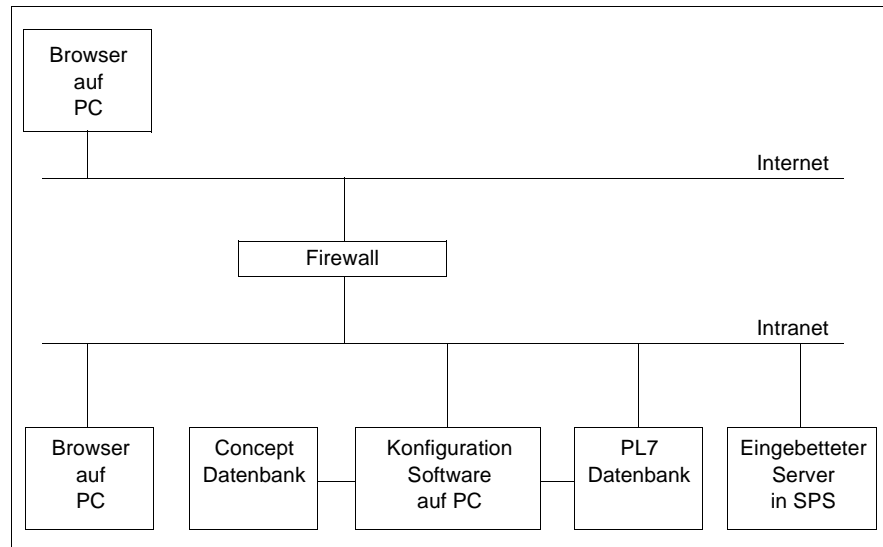 Browser
auf
PC
Internet
Firewall
Intranet
Browser
auf
PC
Concept
Datenbank
Konfiguration
Software
auf PC
PL7
Datenbank
Eingebetteter
Server
in SPS